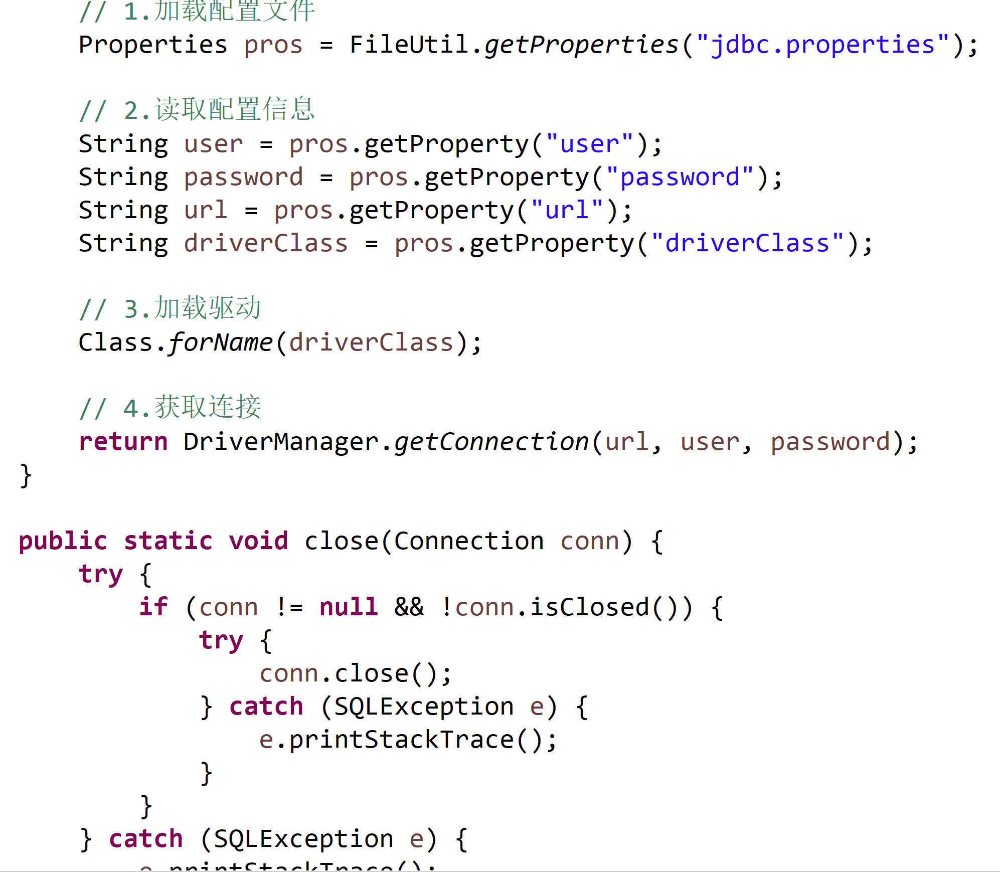 // 1.加载配置文件
Properties pros = FileUtil.getProperties("jdbc.properties");
// 2.读取配置信息
String user = pros.getProperty("user");
String password = pros.getProperty("password");
String url = pros.getProperty("url");
String driverClass = pros.getProperty("driverClass");
// 3.加载驱动
Class.forName(driverClass);
// 4.获取连接
return DriverManager.getConnection(url, user, password);
}
public static void close(Connection conn) {
try {
if (conn != null && !conn.isClosed()) {
try {
conn.close();
} catch (SQLException e) {
e.printStackTrace();
}
}
} catch (SQLException e) {
e.printStackTrace();